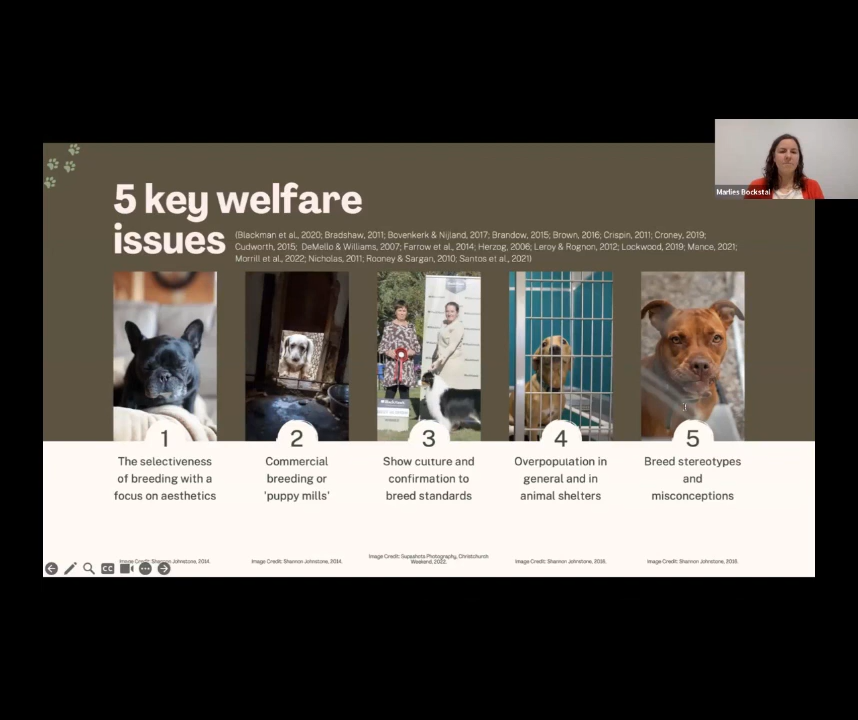 Marlies Bockstal
5 key welfare
issues
(Blackman et al., 2020; Bradshaw, 2011; Bovenkerk & Nijland, 2017; Brandow, 2015; Brown, 2016; Crispin, 2011; Croney, 2019;
Cudworth, 2015; DeMello & Williams, 2007; Farrow et al., 2014; Herzog, 2006; Leroy & Rognon, 2012; Lockwood, 2019; Mance, 2021;
Morrill et al., 2022; Nicholas, 2011; Rooney & Sargan, 2010; Santos et al., 2021)
1
The selectiveness
of breeding with a
focus on aesthetics
2
Commercial
breeding or
'puppy mills'
3
Show culture and
confirmation to
breed standards
4
Overpopulation in
general and in
animal shelters
5
Breed stereotypes
and
misconceptions
Image Credit: Shannon Johnstone, 2014.
Image Credit: Shannon Johnstone, 2014.
Image Credit: Supashots Photography, Christchurch
Weekend, 2022.
Image Credit: Shannon Johnstone, 2018.
Image Credit: Shannon Johnstone, 2018.
CC